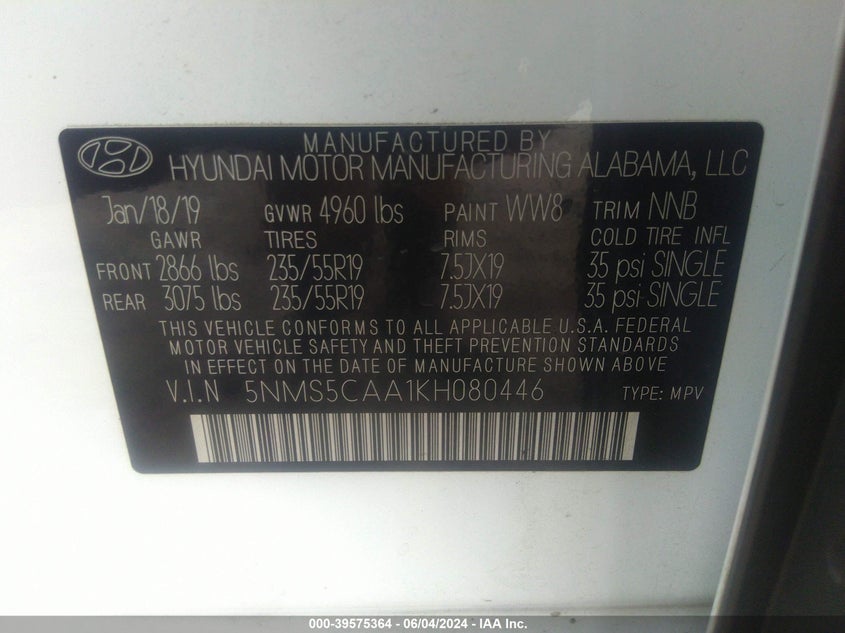 MANUFACTURED BY
HYUNDAI MOTOR MANUFACTURING ALABAMA, LLC
Jan/18/19 GVWR 4960 lbs PAINT WW8 TRIM NNB
GAWR TIRES RIMS COLD TIRE INFL
FRONT 2866 lbs 235/55R19 7.5JX19 35 psi SINGLE
REAR 3075 lbs 235/55R19 7.5JX19 35 psi SINGLE
THIS VEHICLE CONFORMS TO ALL APPLICABLE U.S.A. FEDERAL
MOTOR VEHICLE SAFETY AND THEFT PREVENTION STANDARDS
IN EFFECT ON THE DATE OF MANUFACTURE SHOWN ABOVE.
V.I.N 5NMS5CAA1KH080446 TYPE: MPV
000-39575364 - 06/04/2024 - IAA Inc.